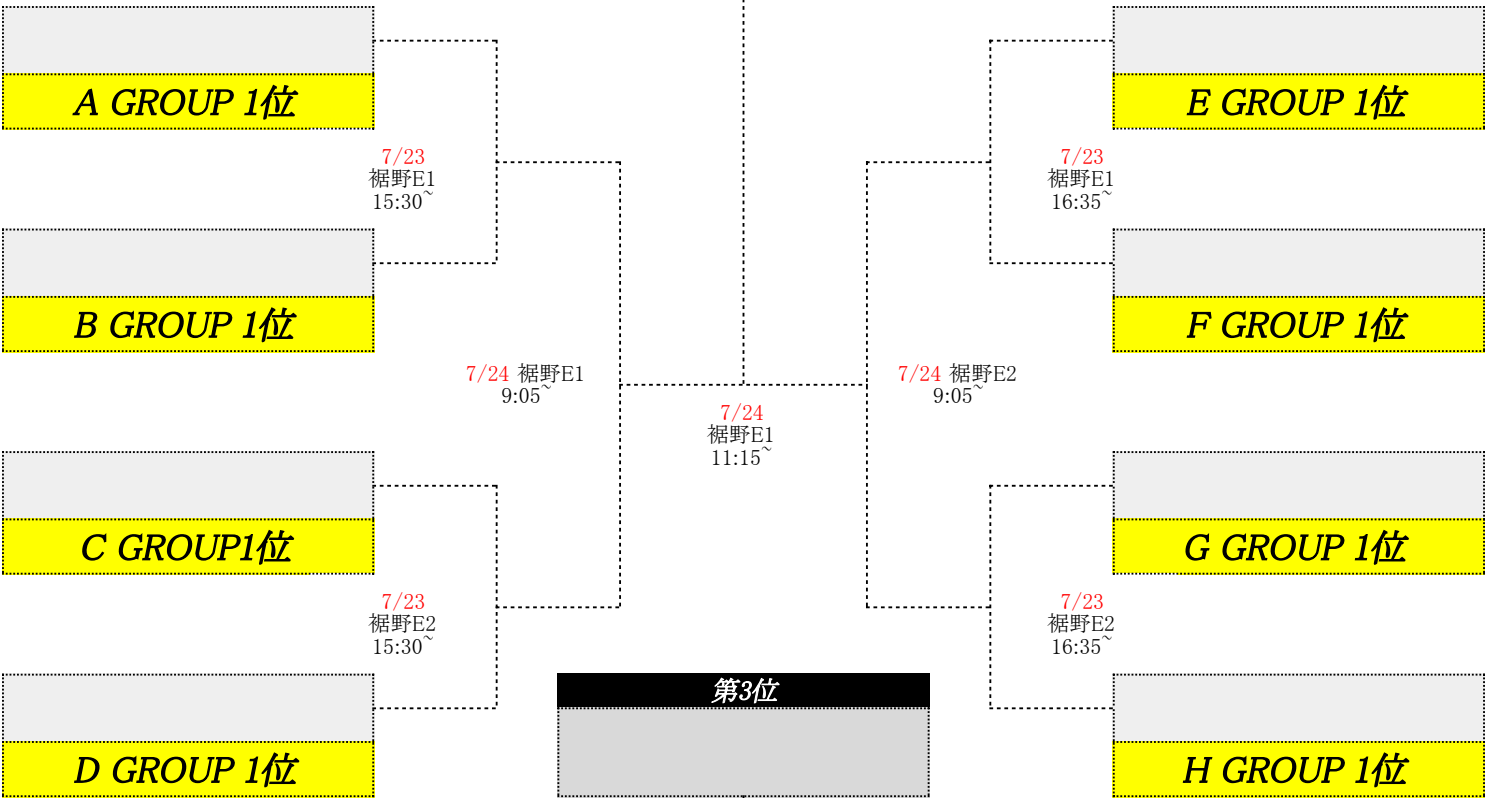 A GROUP 1位
E GROUP 1位
7/23
裾野E1
15:30~
7/23
裾野E1
16:35~
B GROUP 1位
F GROUP 1位
7/24 裾野E1
9:05~
7/24 裾野E2
9:05~
7/24
裾野E1
11:15~
C GROUP1位
G GROUP 1位
7/23
裾野E2
15:30~
7/23
裾野E2
16:35~
第3位
D GROUP 1位
H GROUP 1位